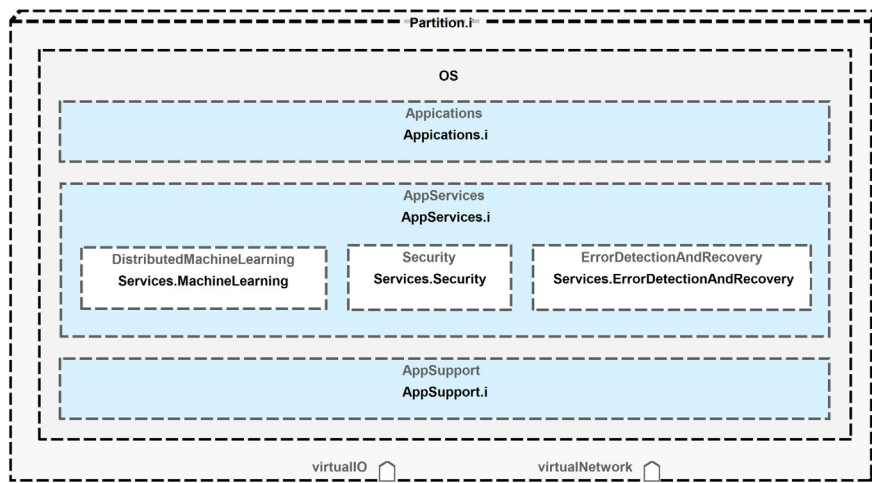 Partition.i
OS
Appications
Appications.i
AppServices
AppServices.i
DistributedMachineLearning
Services.MachineLearning
Security
Services.Security
ErrorDetectionAndRecovery
Services.ErrorDetectionAndRecovery
AppSupport
AppSupport.i
virtualIO
virtualNetwork